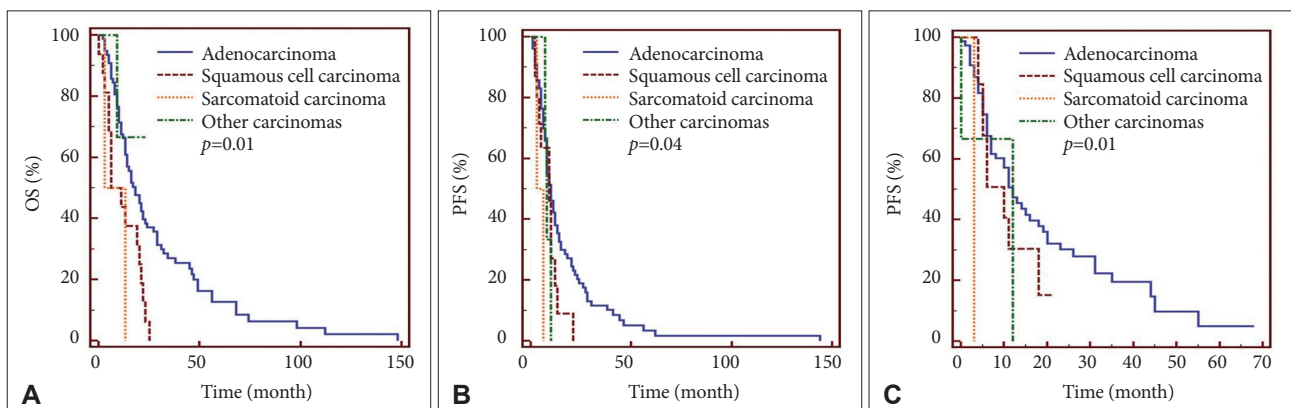 100
80
60
40
20
0
OS (%)
Adenocarcinoma
Squamous cell carcinoma
Sarcomatoid carcinoma
Other carcinomas
p=0.01
0 50 100 150
Time (month)
A
100
80
60
40
20
0
PFS (%)
Adenocarcinoma
Squamous cell carcinoma
Sarcomatoid carcinoma
Other carcinomas
p=0.04
0 50 100 150
Time (month)
B
100
80
60
40
20
0
PFS (%)
Adenocarcinoma
Squamous cell carcinoma
Sarcomatoid carcinoma
Other carcinomas
p=0.01
0 10 20 30 40 50 60 70
Time (month)
C